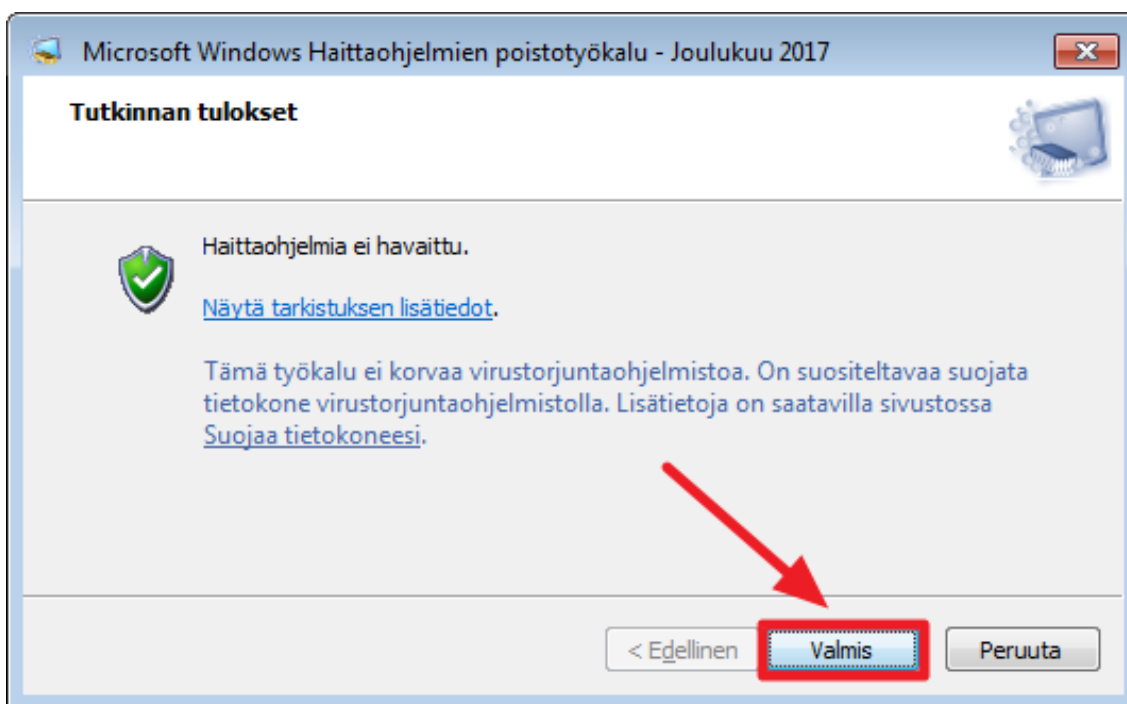 Microsoft Windows Haittaohjelmien poistotyökalu - Joulukuu 2017
Tutkinnan tulokset
Haittaohjelmia ei havaittu.
Näytä tarkistuksen lisätiedot.
Tämä työkalu ei korvaa virustorjuntaohjelmistoa. On suositeltavaa suojata
tietokone virustorjuntaohjelmistolla. Lisätietoja on saatavilla sivustossa
Suojaa tietokoneesi.
< Edellinen
Valmis
Peruuta